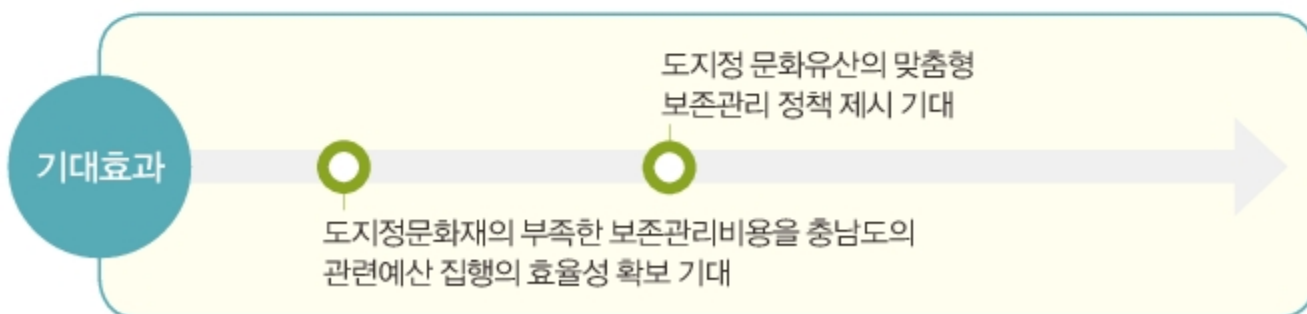 기대효과
도지정 문화유산의 맞춤형
보존관리 정책 제시 기대
도지정문화재의 부족한 보존관리비용을 충남도의
관련예산 집행의 효율성 확보 기대